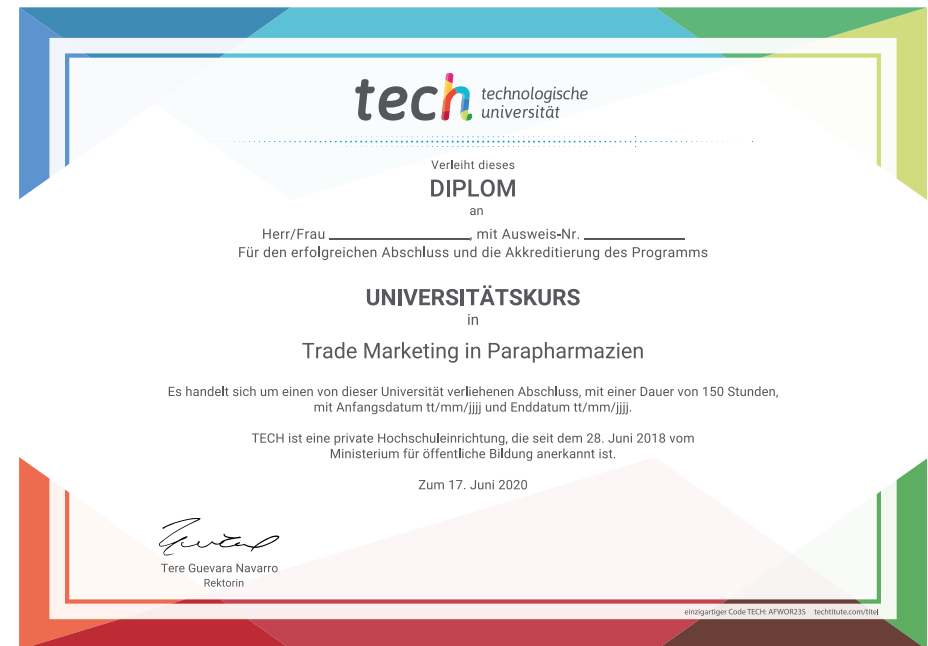 tech technologische
universität
Verleiht dieses
DIPLOM
an
Herr/Frau ____________________, mit Ausweis-Nr. ______________
Für den erfolgreichen Abschluss und die Akkreditierung des Programms
UNIVERSITÄTSKURS
in
Trade Marketing in Parapharmazien
Es handelt sich um einen von dieser Universität verliehenen Abschluss, mit einer Dauer von 150 Stunden,
mit Anfangsdatum tt/mm/jjjj und Enddatum tt/mm/jjjj.
TECH ist eine private Hochschuleinrichtung, die seit dem 28. Juni 2018 vom
Ministerium für öffentliche Bildung anerkannt ist.
Zum 17. Juni 2020
Tere Guevara Navarro
Rektorin
einzigartiger Code TECH: AFWOR23S techtitute.com/titel